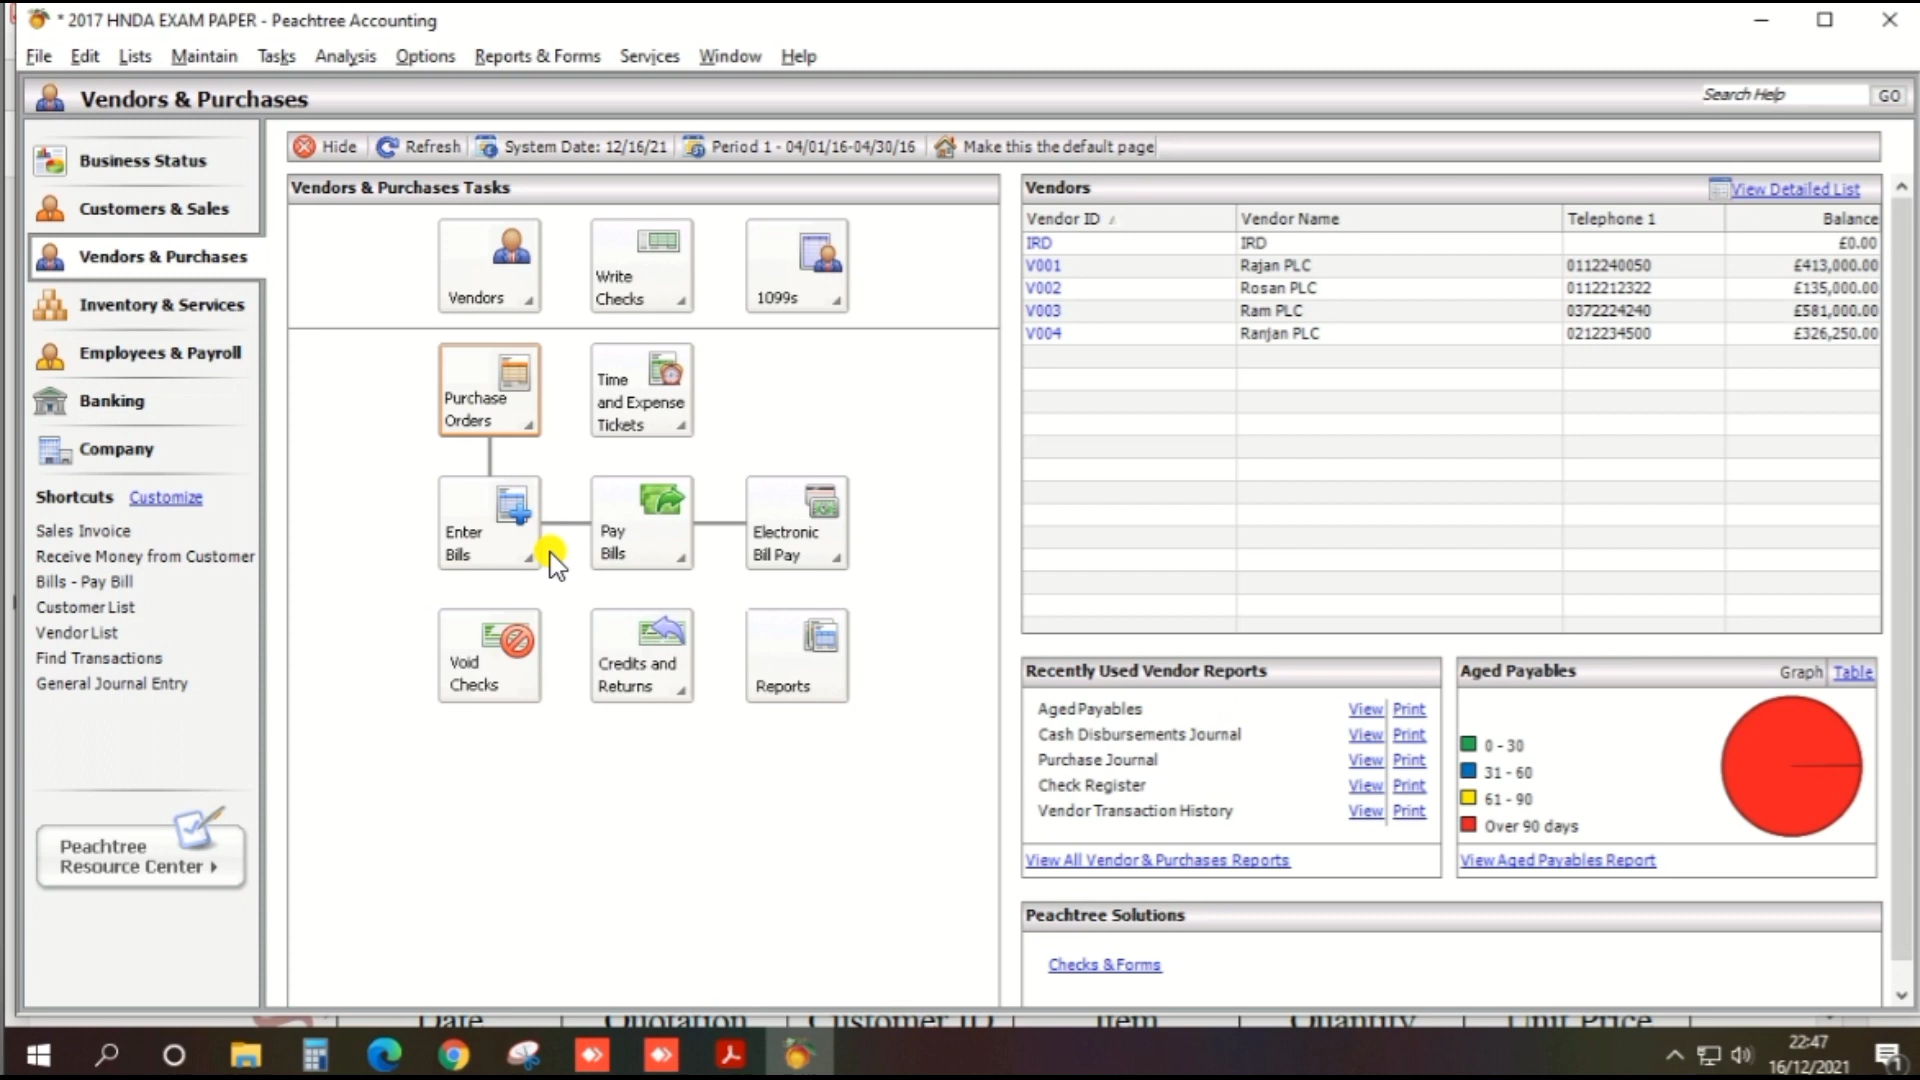 * 2017 HNDA EXAM PAPER - Peachtree Accounting
File Edit Lists Maintain Tasks Analysis Options Reports & Forms Services Window Help
Vendors & Purchases
Search Help GO
Business Status
Customers & Sales
Vendors & Purchases
Inventory & Services
Employees & Payroll
Banking
Company
Shortcuts Customize
Sales Invoice
Receive Money from Customer
Bills - Pay Bill
Customer List
Vendor List
Find Transactions
General Journal Entry
Peachtree
Resource Center
Hide Refresh System Date: 12/16/21 Period 1 - 04/01/16-04/30/16 Make this the default page
Vendors & Purchases Tasks
Vendors
Write
Checks
1099s
Purchase
Orders
Time
and Expense
Tickets
Enter
Bills
Pay
Bills
Electronic
Bill Pay
Void
Checks
Credits and
Returns
Reports
Vendors View Detailed List
Vendor ID Vendor Name Telephone 1 Balance
IRD IRD £0.00
V001 Rajan PLC 0112240050 £413,000.00
V002 Rosan PLC 0112212322 £135,000.00
V003 Ram PLC 0372224240 £581,000.00
V004 Ranjan PLC 0212234500 £326,250.00
Recently Used Vendor Reports
Aged Payables View Print
Cash Disbursements Journal View Print
Purchase Journal View Print
Check Register View Print
Vendor Transaction History View Print
View All Vendor & Purchases Reports
Aged Payables Graph Table
0 - 30
31 - 60
61 - 90
Over 90 days
View Aged Payables Report
Peachtree Solutions
Checks & Forms
Date Quotation Customer ID Item Quantity Unit Price
22:47
16/12/2021
1